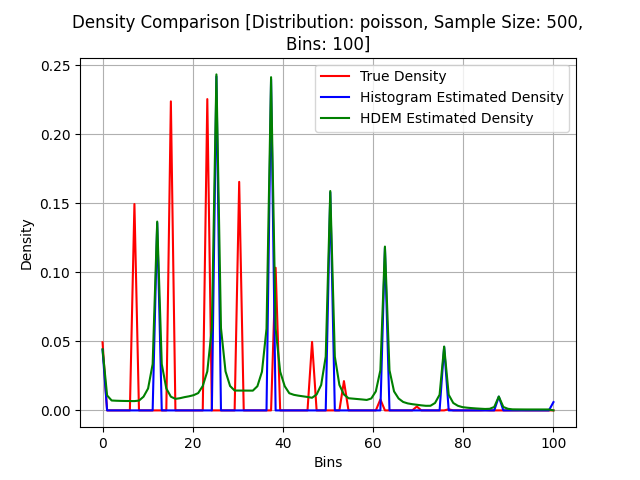 Density Comparison [Distribution: poisson, Sample Size: 500,
Bins: 100]
True Density
Histogram Estimated Density
HDEM Estimated Density
Density
0.25
0.20
0.15
0.10
0.05
0.00
0 20 40 60 80 100
Bins